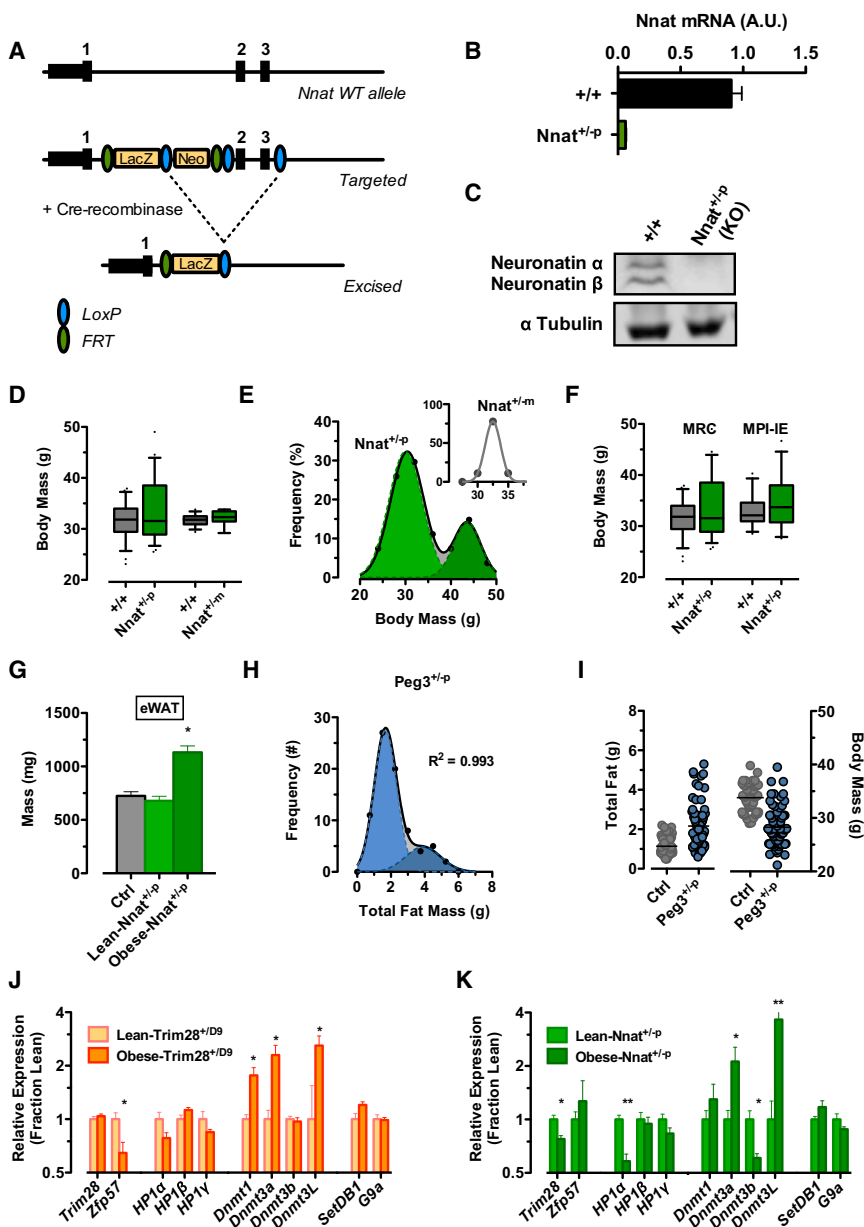 A
1 2 3
Nnat WT allele
1 2 3
LacZ Neo
Targeted
+ Cre-recombinase
1
LacZ
Excised
LoxP
FRT
B
Nnat mRNA (A.U.)
0.0 0.5 1.0 1.5
+/+
Nnat+/-p
C
+/+
Nnat+/-p
(KO)
Neuronatin α
Neuronatin β
α Tubulin
D
Body Mass
(g)
50
40
30
20
+/+
Nnat+/-p
+/+
Nnat+/-m
E
Frequency (%)
40
30
20
10
0
Nnat+/-p
20 30 40 50
Body Mass (g)
100
50
0
Nnat+/-m
30 35
F
Body Mass
(g)
50
40
30
20
MRC MPI-IE
+/+
Nnat+/-p
+/+
Nnat+/-p
G
eWAT
Mass (mg)
1500
1000
500
0
*
Ctrl
Lean-Nnat+/-p
Obese-Nnat+/-p
H
Peg3+/-p
Frequency (#)
30
20
10
0
R2 = 0.993
0 2 4 6 8
Total Fat Mass (g)
I
Total Fat (g)
8
6
4
2
0
50
40
30
20
Body Mass (g)
Ctrl
Peg3+/-p
Ctrl
Peg3+/-p
J
Relative Expression
(Fraction Lean)
4
2
1
0.5
Lean-Trim28+/D9
Obese-Trim28+/D9
* * * *
Trim28
Zfp57
HP1α
HP1β
HP1γ
Dnmt1
Dnmt3a
Dnmt3b
Dnmt3L
SetDB1
G9a
K
Relative Expression
(Fraction Lean)
4
2
1
0.5
Lean-Nnat+/-p
Obese-Nnat+/-p
* ** * * **
Trim28
Zfp57
HP1α
HP1β
HP1γ
Dnmt1
Dnmt3a
Dnmt3b
Dnmt3L
SetDB1
G9a